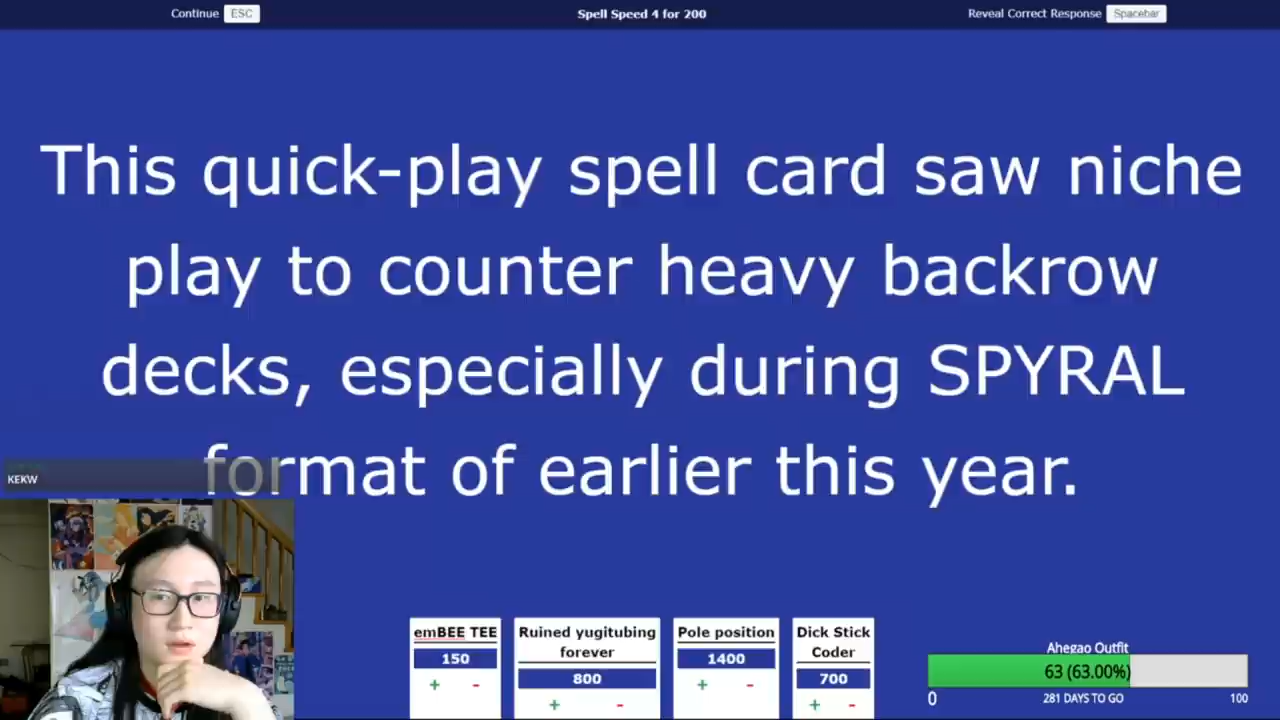 Continue ESC
Spell Speed 4 for 200
Reveal Correct Response Spacebar
This quick-play spell card saw niche
play to counter heavy backrow
decks, especially during SPYRAL
format of earlier this year.
KEKW
emBEE TEE
150
+ -
Ruined yugitubing
forever
800
+ -
Pole position
1400
+ -
Dick Stick
Coder
700
+ -
Ahegao Outfit
63 (63.00%)
0 281 DAYS TO GO 100